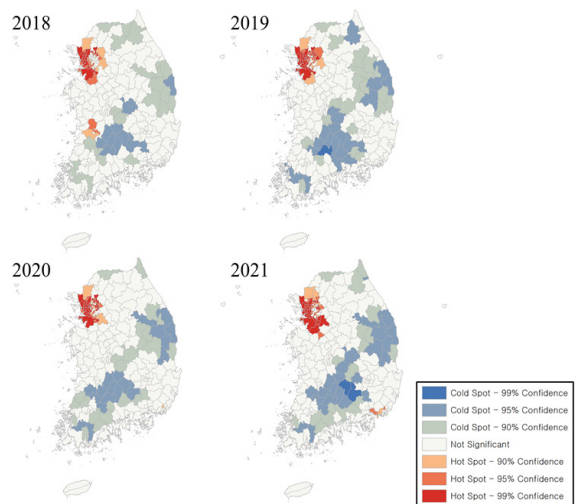 2018
2019
2020
2021
Cold Spot – 99% Confidence
Cold Spot – 95% Confidence
Cold Spot – 90% Confidence
Not Significant
Hot Spot – 90% Confidence
Hot Spot – 95% Confidence
Hot Spot – 99% Confidence